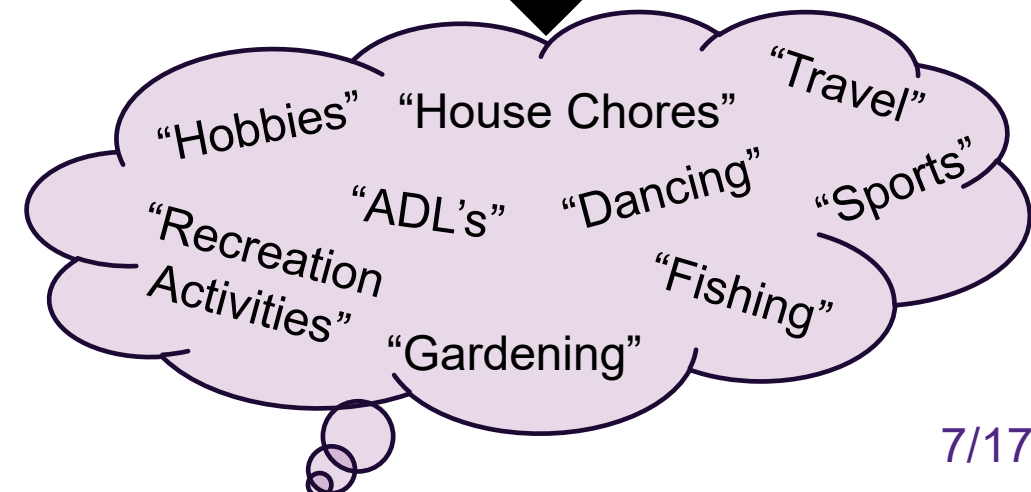 “Hobbies”
“House Chores”
“Travel”
“Recreation
Activities”
“ADL’s”
“Dancing”
“Sports”
“Fishing”
“Gardening”
7/17